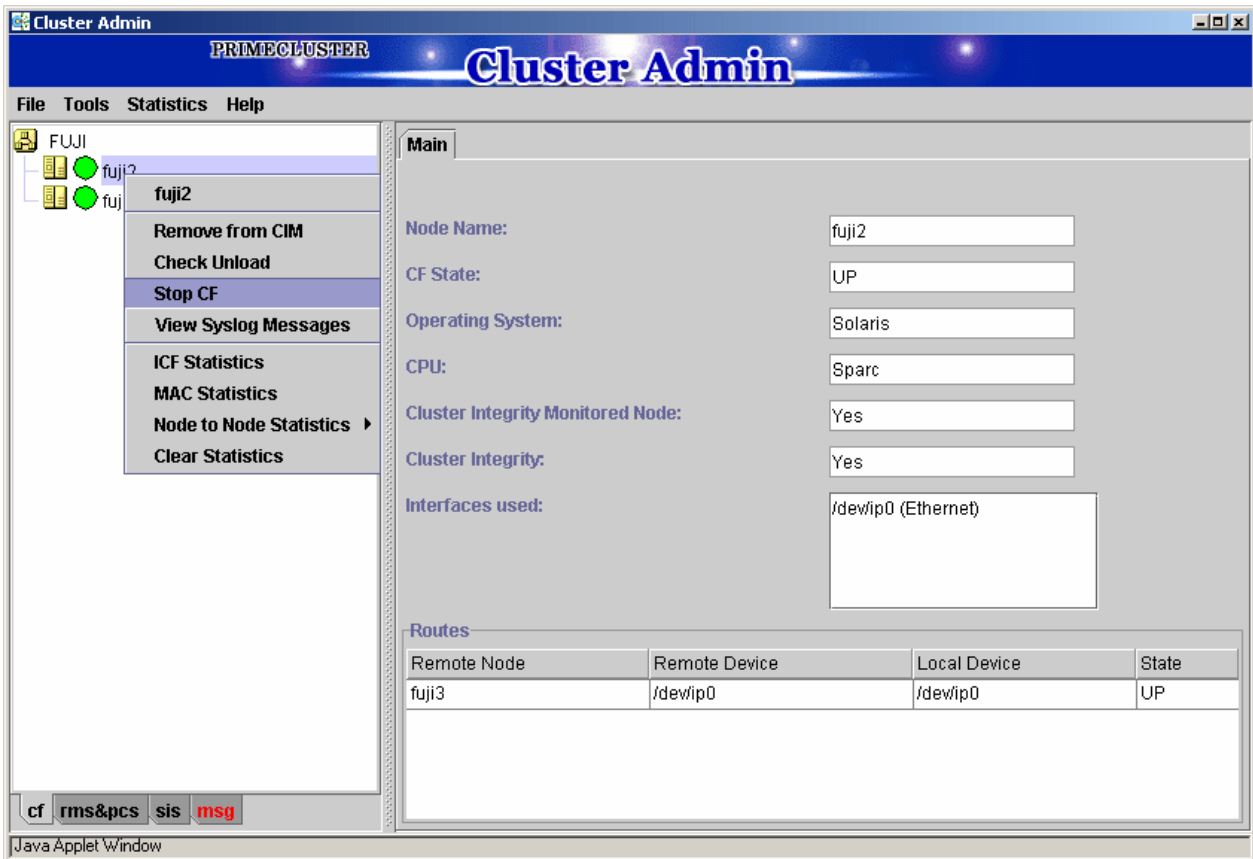 Cluster Admin
PRIMECLUSTER
Cluster Admin
File Tools Statistics Help
FUJI
fuji2
fuj
fuji2
Remove from CIM
Check Unload
Stop CF
View Syslog Messages
ICF Statistics
MAC Statistics
Node to Node Statistics
Clear Statistics
Main
Node Name: fuji2
CF State: UP
Operating System: Solaris
CPU: Sparc
Cluster Integrity Monitored Node: Yes
Cluster Integrity: Yes
Interfaces used: /dev/ip0 (Ethernet)
Routes
Remote Node Remote Device Local Device State
fuji3 /dev/ip0 /dev/ip0 UP
cf rms&pcs sis msg
Java Applet Window